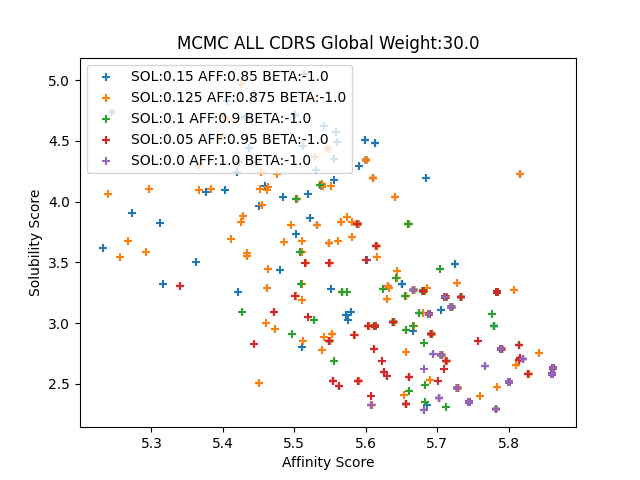 MCMC ALL CDRS Global Weight:30.0
SOL:0.15 AFF:0.85 BETA:-1.0
SOL:0.125 AFF:0.875 BETA:-1.0
SOL:0.1 AFF:0.9 BETA:-1.0
SOL:0.05 AFF:0.95 BETA:-1.0
SOL:0.0 AFF:1.0 BETA:-1.0
Solubility Score
5.0
4.5
4.0
3.5
3.0
2.5
5.3 5.4 5.5 5.6 5.7 5.8
Affinity Score